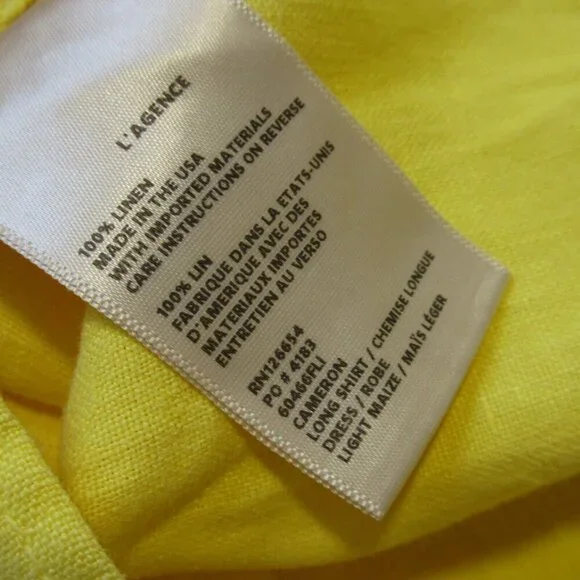 L'AGENCE
100% LINEN
MADE IN THE USA
WITH IMPORTED MATERIALS
CARE INSTRUCTIONS ON REVERSE
100% LIN
FABRIQUE DANS LA ETATS-UNIS
D'AMERIQUE AVEC DES
MATERIAUX IMPORTES
ENTRETIEN AU VERSO
RN126654
PO # 4183
60466FLI
CAMERON
LONG SHIRT / CHEMISE LONGUE
DRESS / ROBE
LIGHT MAIZE / MAÏS LÉGER